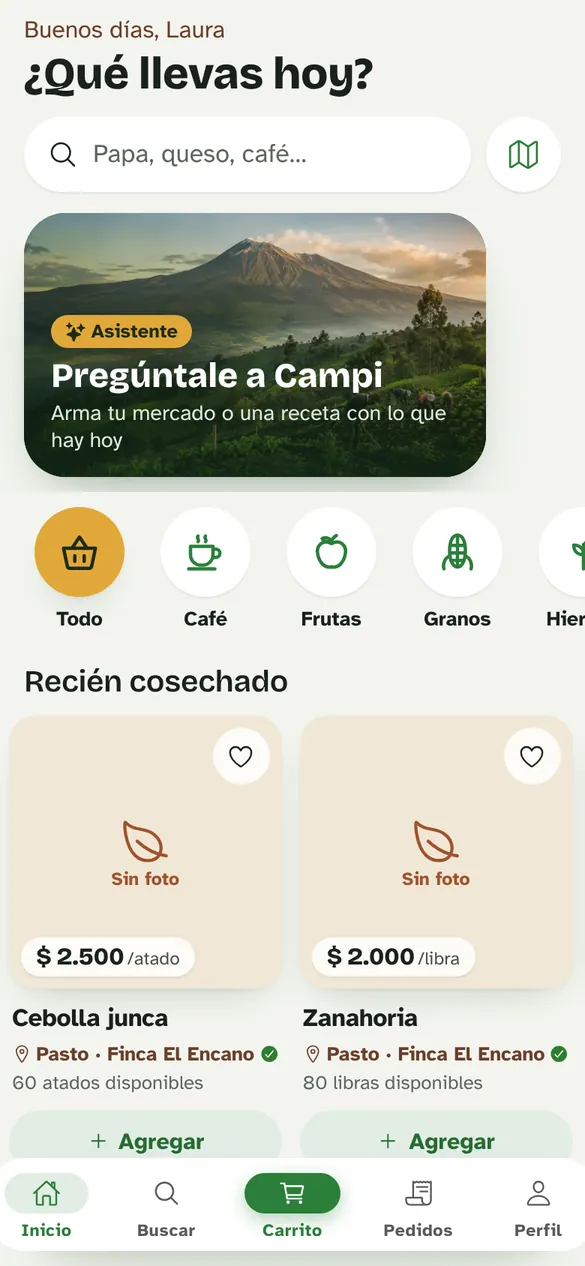 Buenos días, Laura
¿Qué llevas hoy?
Papa, queso, café...
Asistente
Pregúntale a Campi
Arma tu mercado o una receta con lo que
hay hoy
Todo
Café
Frutas
Granos
Hier
Recién cosechado
Sin foto
Sin foto
$ 2.500 /atado
$ 2.000 /libra
Cebolla junca
Zanahoria
Pasto · Finca El Encano
Pasto · Finca El Encano
60 atados disponibles
80 libras disponibles
+ Agregar
+ Agregar
Inicio
Buscar
Carrito
Pedidos
Perfil